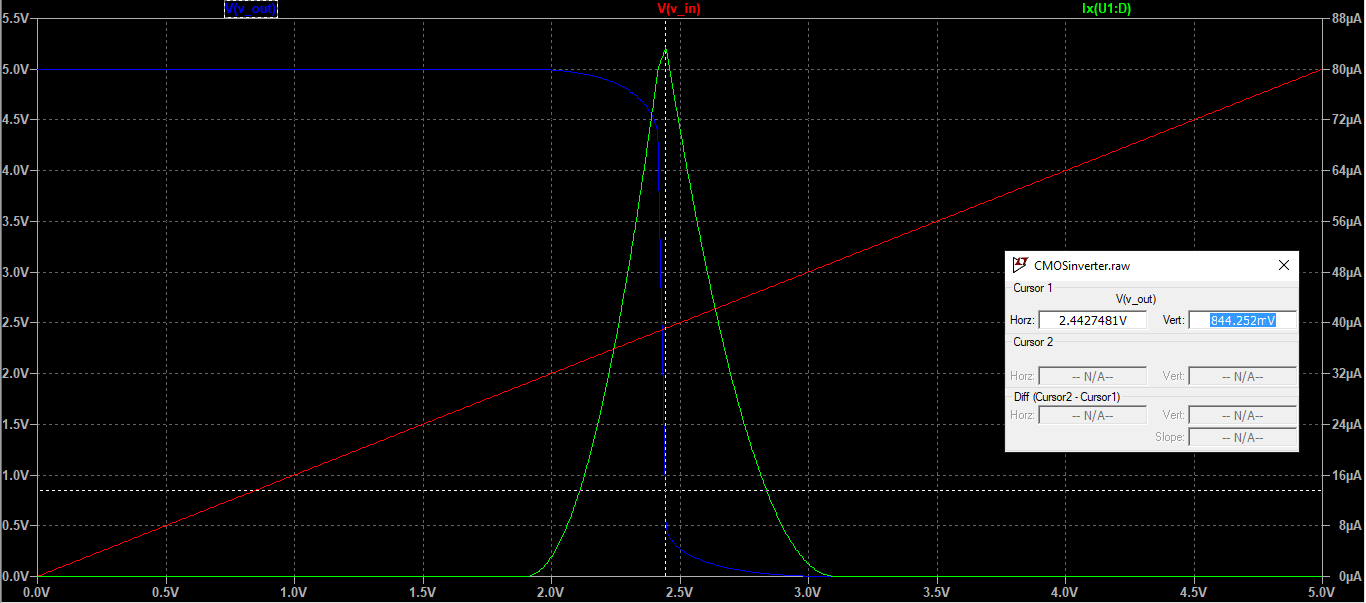 V(v_out) V(v_in) Ix(U1:D)
5.5V 88µA
5.0V 80µA
4.5V 72µA
4.0V 64µA
3.5V 56µA
3.0V 48µA
2.5V 40µA
2.0V 32µA
1.5V 24µA
1.0V 16µA
0.5V 8µA
0.0V 0µA
0.0V 0.5V 1.0V 1.5V 2.0V 2.5V 3.0V 3.5V 4.0V 4.5V 5.0V
CMOSinverter.raw
Cursor 1
V(v_out)
Horz: 2.4427481V Vert: 844.252mV
Cursor 2
Horz: -- N/A-- Vert: -- N/A--
Diff (Cursor2 - Cursor1)
Horz: -- N/A-- Vert: -- N/A--
Slope: -- N/A--